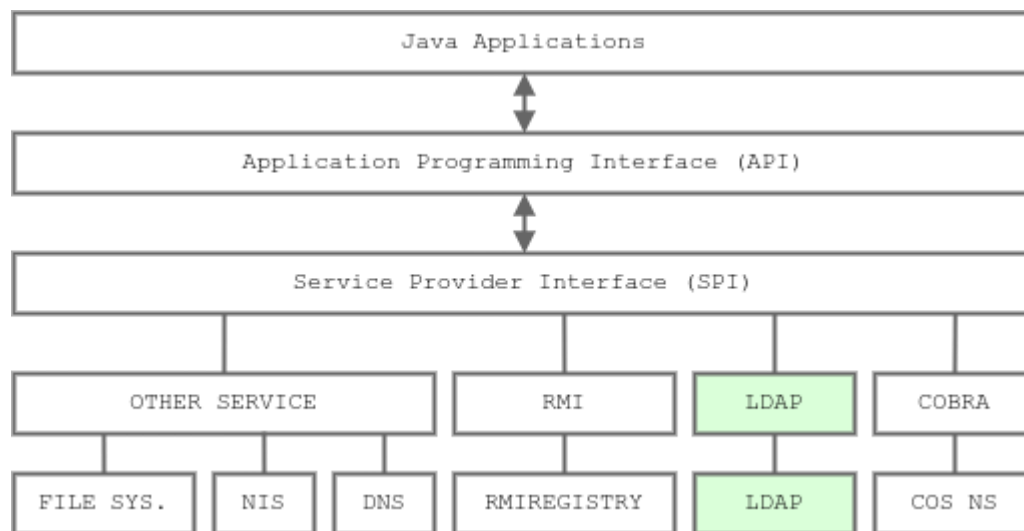 Java Applications
Application Programming Interface (API)
Service Provider Interface (SPI)
OTHER SERVICE
RMI
LDAP
COBRA
FILE SYS.
NIS
DNS
RMIREGISTRY
LDAP
COS NS